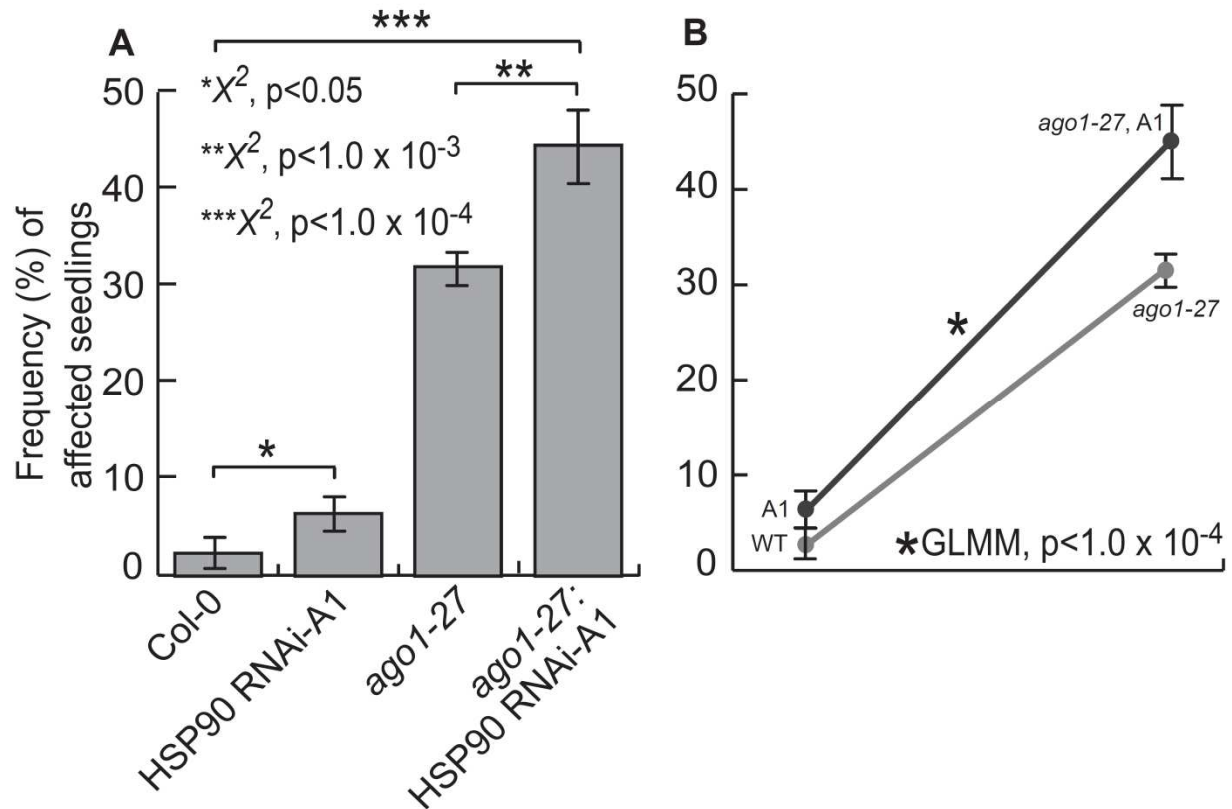 A
***
**
*X², p<0.05
**X², p<1.0 x 10⁻³
***X², p<1.0 x 10⁻⁴
*
Frequency (%) of
affected seedlings
50
40
30
20
10
0
Col-0
HSP90 RNAi-A1
ago1-27
ago1-27:
HSP90 RNAi-A1
B
50
40
30
20
10
0
ago1-27, A1
ago1-27
*
A1
WT
*GLMM, p<1.0 x 10⁻⁴